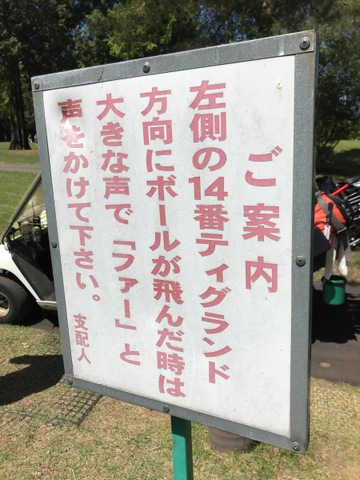 ご案内
左側の14番ティグランド
方向にボールが飛んだ時は
大きな声で「ファー」と
声をかけて下さい。
支配人